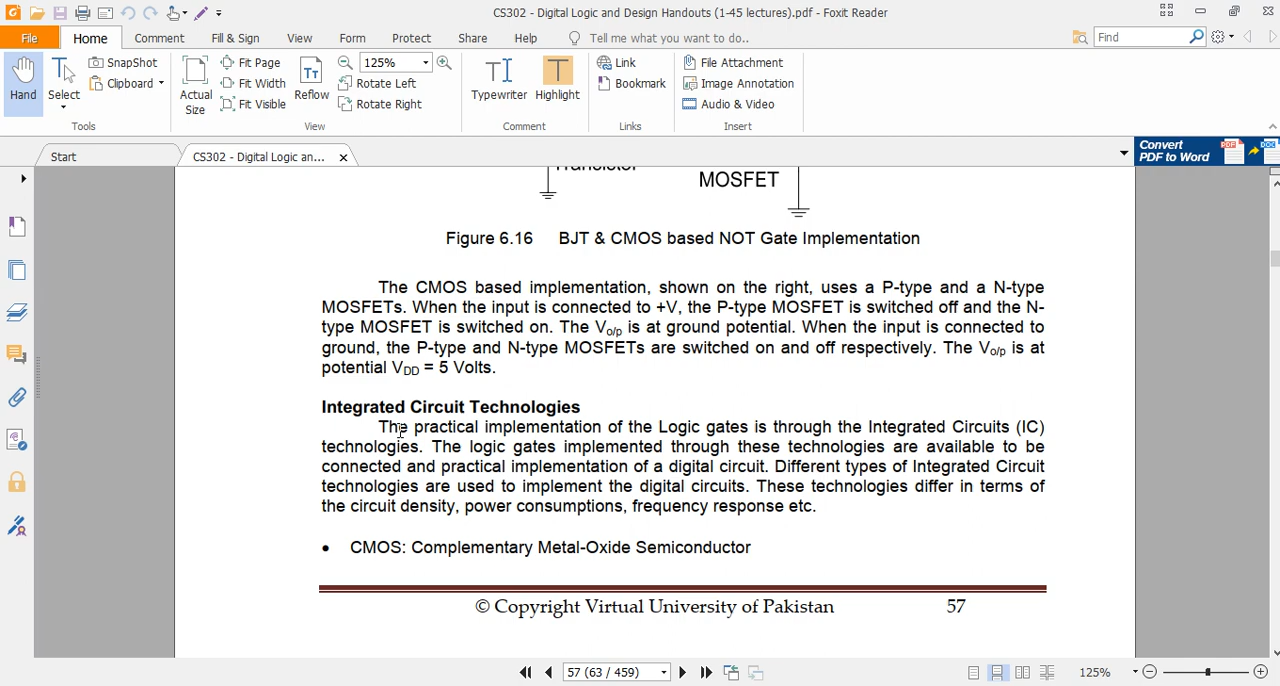 CS302 - Digital Logic and Design Handouts (1-45 lectures).pdf - Foxit Reader
File Home Comment Fill & Sign View Form Protect Share Help Tell me what you want to do.. Find
Hand
Select
SnapShot
Clipboard
Tools
Actual Size
Fit Page
Fit Width
Fit Visible
Reflow
125%
Rotate Left
Rotate Right
View
Typewriter
Highlight
Comment
Link
Bookmark
Links
File Attachment
Image Annotation
Audio & Video
Insert
Start
CS302 - Digital Logic an...
Convert
PDF to Word
PDF DOC
Transistor
MOSFET
Figure 6.16 BJT & CMOS based NOT Gate Implementation
The CMOS based implementation, shown on the right, uses a P-type and a N-type
MOSFETs. When the input is connected to +V, the P-type MOSFET is switched off and the N-
type MOSFET is switched on. The Vo/p is at ground potential. When the input is connected to
ground, the P-type and N-type MOSFETs are switched on and off respectively. The Vo/p is at
potential VDD = 5 Volts.
Integrated Circuit Technologies
The practical implementation of the Logic gates is through the Integrated Circuits (IC)
technologies. The logic gates implemented through these technologies are available to be
connected and practical implementation of a digital circuit. Different types of Integrated Circuit
technologies are used to implement the digital circuits. These technologies differ in terms of
the circuit density, power consumptions, frequency response etc.
• CMOS: Complementary Metal-Oxide Semiconductor
© Copyright Virtual University of Pakistan 57
57 (63 / 459)
125%